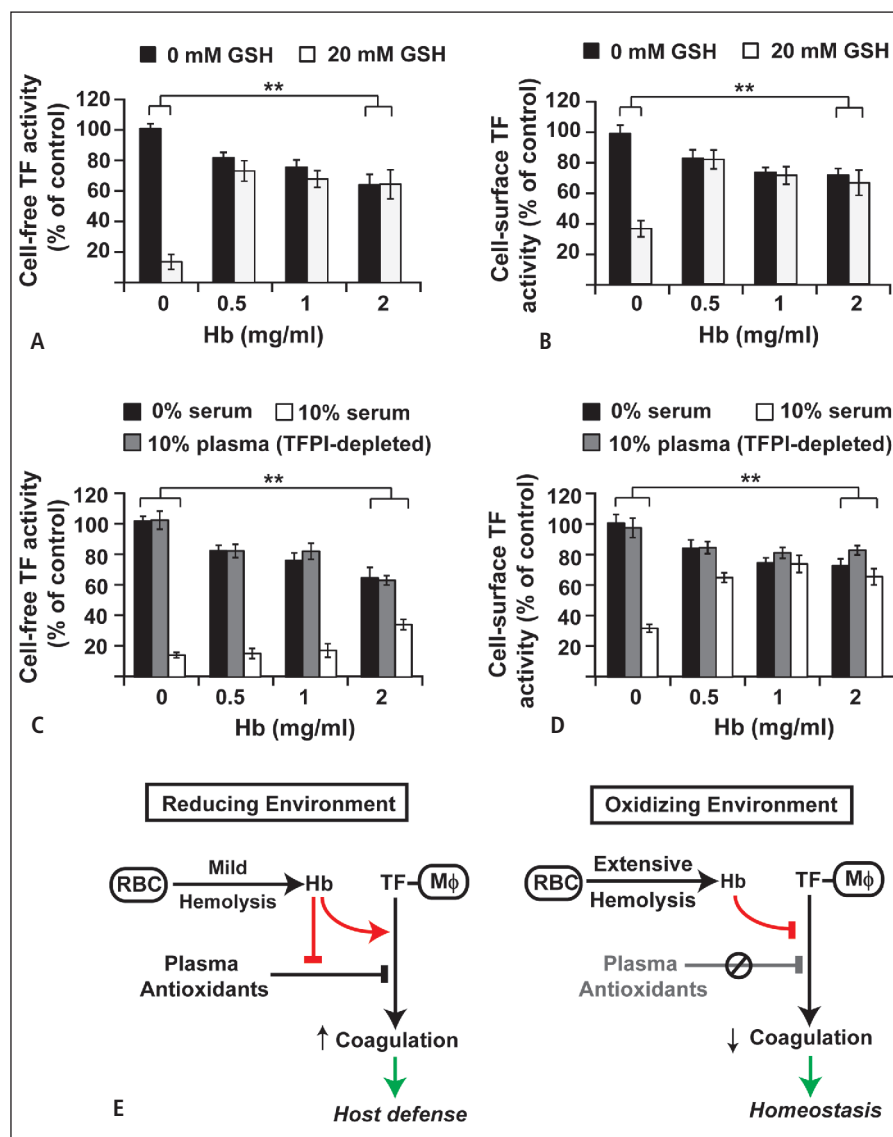 0 mM GSH 20 mM GSH
**
Cell-free TF activity
(% of control)
120
100
80
60
40
20
0 0.5 1 2
Hb (mg/ml)
A
0 mM GSH 20 mM GSH
**
Cell-surface TF
activity (% of control)
120
100
80
60
40
20
0 0.5 1 2
Hb (mg/ml)
B
0% serum 10% serum
10% plasma (TFPI-depleted)
**
Cell-free TF activity
(% of control)
120
100
80
60
40
20
0 0.5 1 2
Hb (mg/ml)
C
0% serum 10% serum
10% plasma (TFPI-depleted)
**
Cell-surface TF
activity (% of control)
120
100
80
60
40
20
0 0.5 1 2
Hb (mg/ml)
D
Reducing Environment
RBC Mild Hb TF Mϕ
Hemolysis
Plasma
Antioxidants
↑ Coagulation
Host defense
Oxidizing Environment
RBC Extensive Hb TF Mϕ
Hemolysis
Plasma
Antioxidants
↓ Coagulation
Homeostasis
E